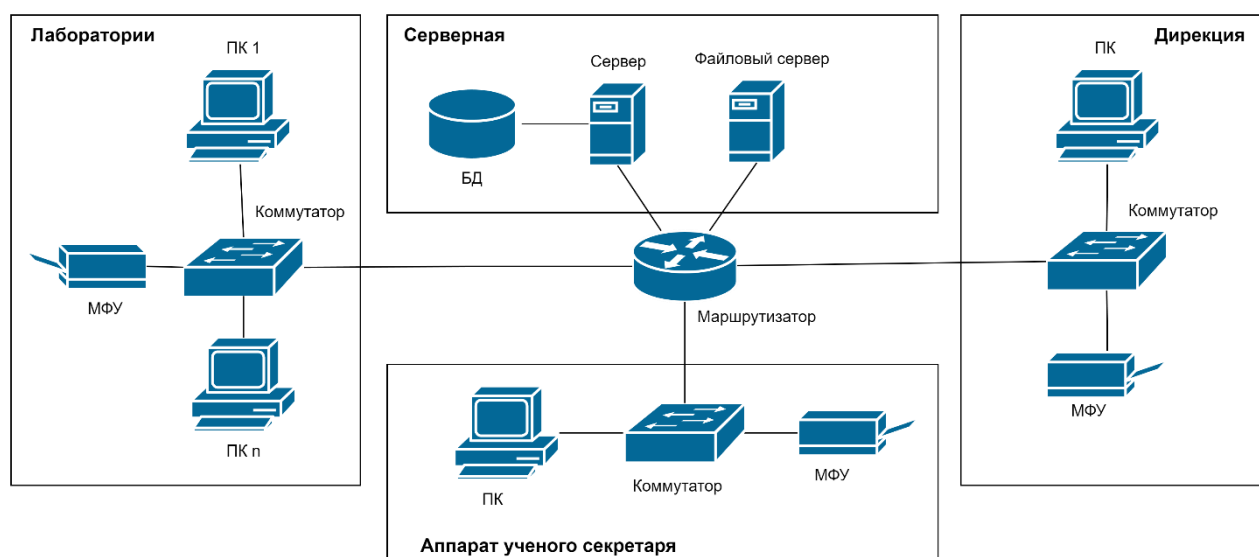 Лаборатории
ПК 1
Коммутатор
МФУ
ПК n
Серверная
Сервер
Файловый сервер
БД
Маршрутизатор
Дирекция
ПК
Коммутатор
МФУ
ПК
Коммутатор
МФУ
Аппарат ученого секретаря